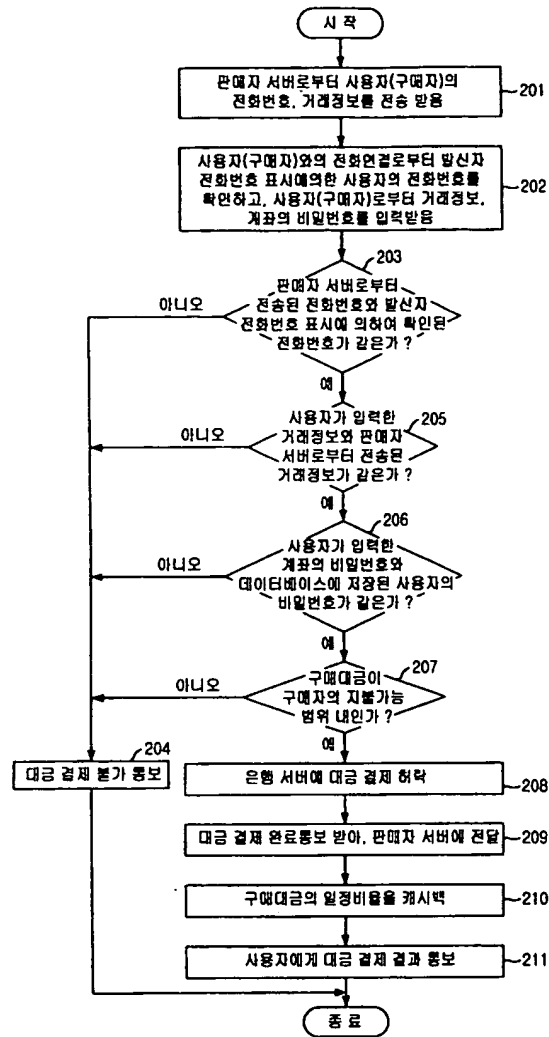 시 작
판매자 서버로부터 사용자(구매자)의
전화번호, 거래정보를 전송 받음
201
사용자(구매자)와의 전화연결로부터 발신자
전화번호 표시에의한 사용자의 전화번호를
확인하고, 사용자(구매자)로부터 거래정보,
계좌의 비밀번호를 입력받음
202
203
판매자 서버로부터
전송된 전화번호와 발신자
전화번호 표시에 의하여 확인된
전화번호가 같은가 ?
아니오
예
205
사용자가 입력한
거래정보와 판매자
서버로부터 전송된
거래정보가 같은가 ?
아니오
예
206
사용자가 입력한
계좌의 비밀번호와
데이터베이스에 저장된 사용자의
비밀번호가 같은가 ?
아니오
예
207
구매대금이
구매자의 지불가능
범위 내인가 ?
아니오
예
204
대금 결제 불가 통보
은행 서버에 대금 결제 허락
208
대금 결제 완료통보 받아, 판매자 서버에 전달
209
구매대금의 일정비율을 캐시백
210
사용자에게 대금 결제 결과 통보
211
종 료